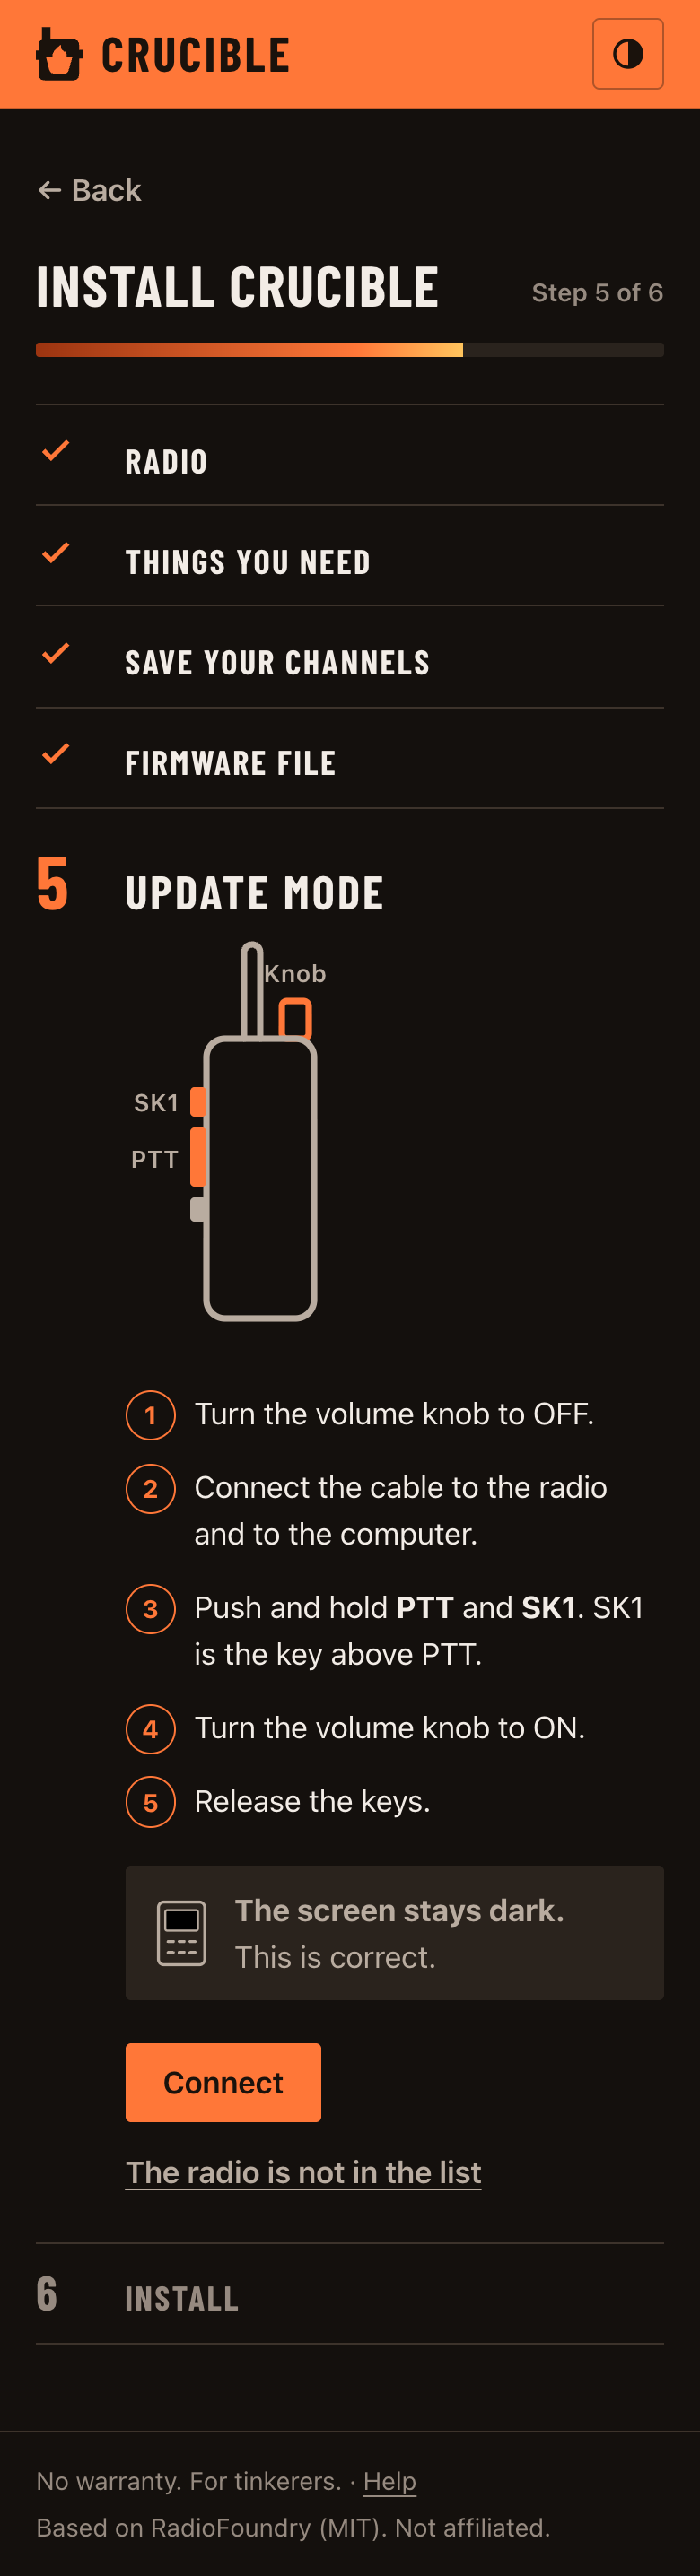 CRUCIBLE
← Back
INSTALL CRUCIBLE
Step 5 of 6
RADIO
THINGS YOU NEED
SAVE YOUR CHANNELS
FIRMWARE FILE
5 UPDATE MODE
Knob
SK1
PTT
1 Turn the volume knob to OFF.
2 Connect the cable to the radio
and to the computer.
3 Push and hold PTT and SK1. SK1
is the key above PTT.
4 Turn the volume knob to ON.
5 Release the keys.
The screen stays dark.
This is correct.
Connect
The radio is not in the list
6 INSTALL
No warranty. For tinkerers. · Help
Based on RadioFoundry (MIT). Not affiliated.